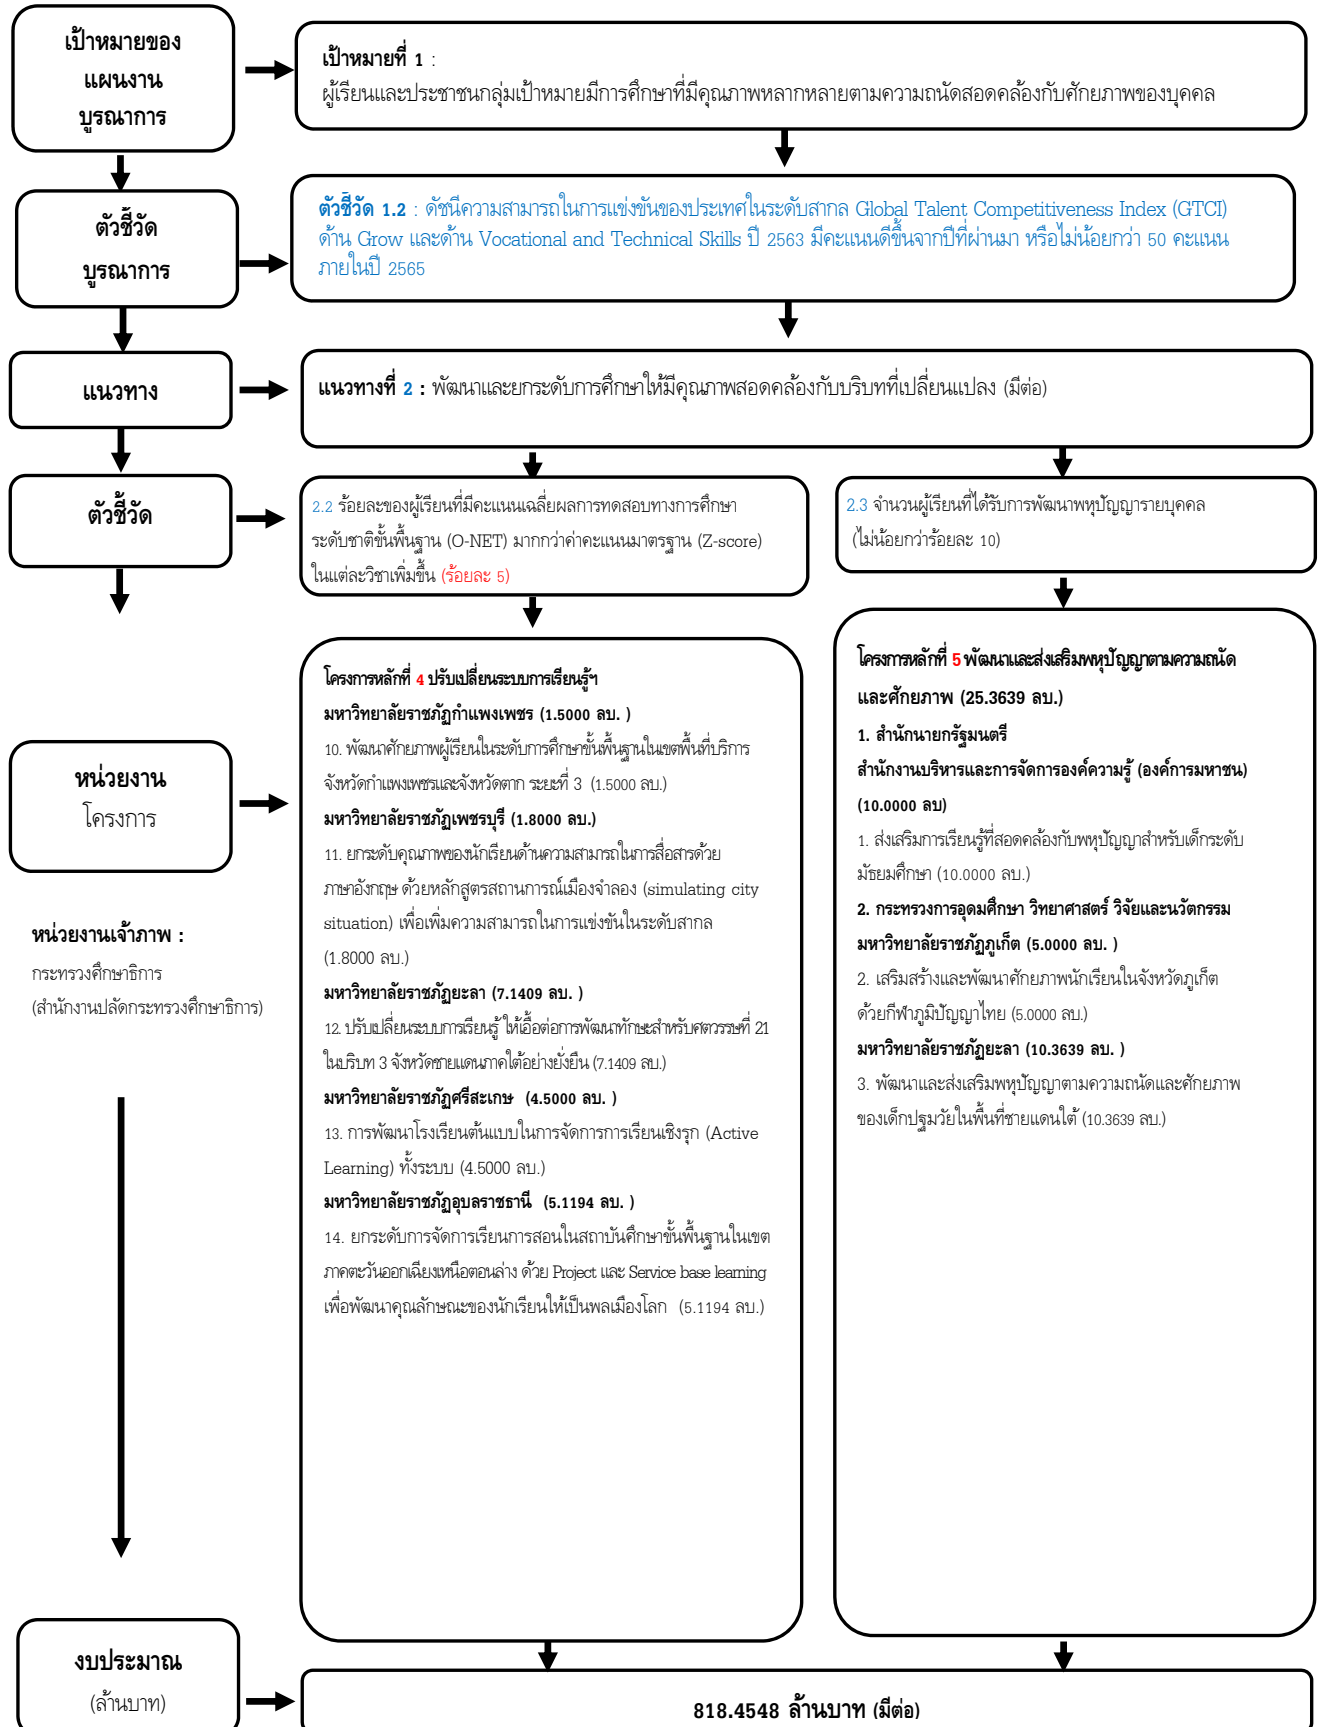 เป้าหมายของ
แผนงาน
บูรณาการ
เป้าหมายที่ 1 :
ผู้เรียนและประชาชนกลุ่มเป้าหมายมีการศึกษาที่มีคุณภาพหลากหลายตามความถนัดสอดคล้องกับศักยภาพของบุคคล
ตัวชี้วัด
บูรณาการ
ตัวชี้วัด 1.2 : ดัชนีความสามารถในการแข่งขันของประเทศในระดับสากล Global Talent Competitiveness Index (GTCI)
ด้าน Grow และด้าน Vocational and Technical Skills ปี 2563 มีคะแนนดีขึ้นจากปีที่ผ่านมา หรือไม่น้อยกว่า 50 คะแนน
ภายในปี 2565
แนวทาง
แนวทางที่ 2 : พัฒนาและยกระดับการศึกษาให้มีคุณภาพสอดคล้องกับบริบทที่เปลี่ยนแปลง (มีต่อ)
ตัวชี้วัด
2.2 ร้อยละของผู้เรียนที่มีคะแนนเฉลี่ยผลการทดสอบทางการศึกษา
ระดับชาติขั้นพื้นฐาน (O-NET) มากกว่าค่าคะแนนมาตรฐาน (Z-score)
ในแต่ละวิชาเพิ่มขึ้น (ร้อยละ 5)
2.3 จำนวนผู้เรียนที่ได้รับการพัฒนาพหุปัญญารายบุคคล
(ไม่น้อยกว่าร้อยละ 10)
หน่วยงาน
โครงการ
หน่วยงานเจ้าภาพ :
กระทรวงศึกษาธิการ
(สำนักงานปลัดกระทรวงศึกษาธิการ)
โครงการหลักที่ 4 ปรับเปลี่ยนระบบการเรียนรู้ฯ
มหาวิทยาลัยราชภัฏกำแพงเพชร (1.5000 ลบ. )
10. พัฒนาศักยภาพผู้เรียนในระดับการศึกษาขั้นพื้นฐานในเขตพื้นที่บริการ
จังหวัดกำแพงเพชรและจังหวัดตาก ระยะที่ 3 (1.5000 ลบ.)
มหาวิทยาลัยราชภัฏเพชรบุรี (1.8000 ลบ.)
11. ยกระดับคุณภาพของนักเรียนด้านความสามารถในการสื่อสารด้วย
ภาษาอังกฤษ ด้วยหลักสูตรสถานการณ์เมืองจำลอง (simulating city
situation) เพื่อเพิ่มความสามารถในการแข่งขันในระดับสากล
(1.8000 ลบ.)
มหาวิทยาลัยราชภัฏยะลา (7.1409 ลบ. )
12. ปรับเปลี่ยนระบบการเรียนรู้ ให้เอื้อต่อการพัฒนาทักษะสำหรับศตวรรษที่ 21
ในบริบท 3 จังหวัดชายแดนภาคใต้อย่างยั่งยืน (7.1409 ลบ.)
มหาวิทยาลัยราชภัฏศรีสะเกษ (4.5000 ลบ. )
13. การพัฒนาโรงเรียนต้นแบบในการจัดการการเรียนเชิงรุก (Active
Learning) ทั้งระบบ (4.5000 ลบ.)
มหาวิทยาลัยราชภัฏอุบลราชธานี (5.1194 ลบ. )
14. ยกระดับการจัดการเรียนการสอนในสถาบันศึกษาขั้นพื้นฐานในเขต
ภาคตะวันออกเฉียงเหนือตอนล่าง ด้วย Project และ Service base learning
เพื่อพัฒนาคุณลักษณะของนักเรียนให้เป็นพลเมืองโลก (5.1194 ลบ.)
โครงการหลักที่ 5 พัฒนาและส่งเสริมพหุปัญญาตามความถนัด
และศักยภาพ (25.3639 ลบ.)
1. สำนักนายกรัฐมนตรี
สำนักงานบริหารและการจัดการองค์ความรู้ (องค์การมหาชน)
(10.0000 ลบ)
1. ส่งเสริมการเรียนรู้ที่สอดคล้องกับพหุปัญญาสำหรับเด็กระดับ
มัธยมศึกษา (10.0000 ลบ.)
2. กระทรวงการอุดมศึกษา วิทยาศาสตร์ วิจัยและนวัตกรรม
มหาวิทยาลัยราชภัฏภูเก็ต (5.0000 ลบ. )
2. เสริมสร้างและพัฒนาศักยภาพนักเรียนในจังหวัดภูเก็ต
ด้วยกีฬาภูมิปัญญาไทย (5.0000 ลบ.)
มหาวิทยาลัยราชภัฏยะลา (10.3639 ลบ. )
3. พัฒนาและส่งเสริมพหุปัญญาตามความถนัดและศักยภาพ
ของเด็กปฐมวัยในพื้นที่ชายแดนใต้ (10.3639 ลบ.)
งบประมาณ
(ล้านบาท)
818.4548 ล้านบาท (มีต่อ)